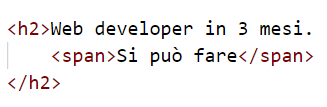 <h2>Web developer in 3 mesi.
<span>Si può fare</span>
</h2>